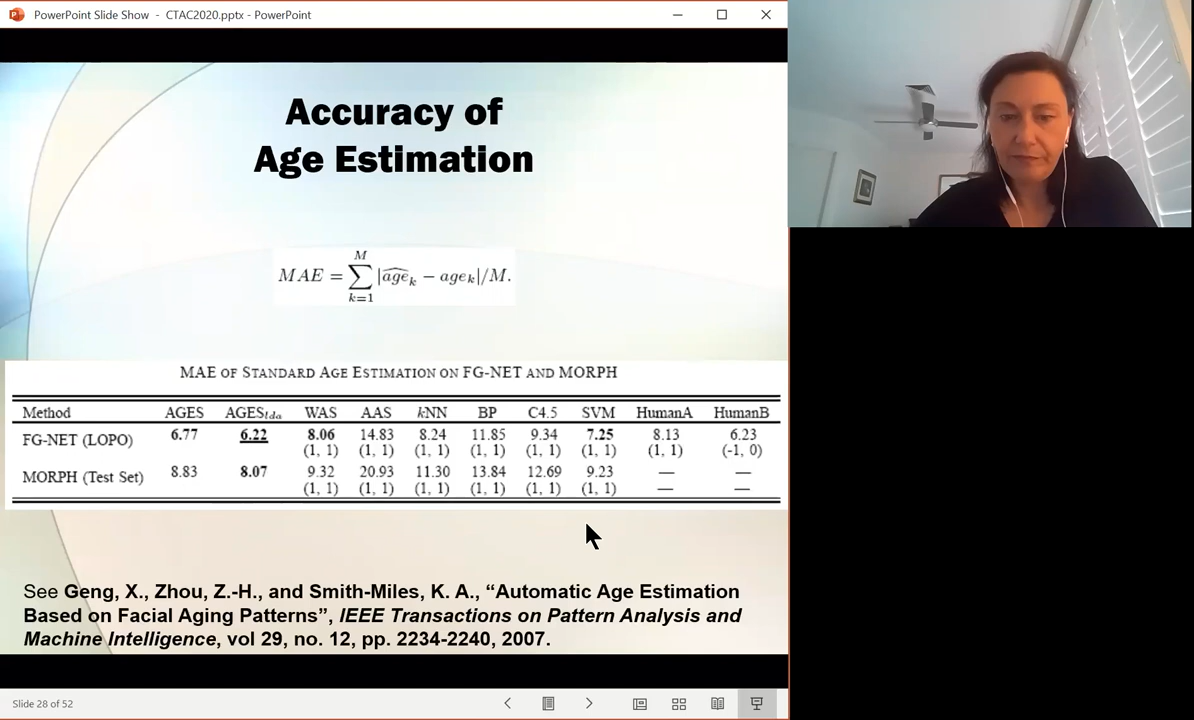 PowerPoint Slide Show - CTAC2020.pptx - PowerPoint
Accuracy of
Age Estimation
MAE = \sum_{k=1}^{M} |\widehat{age}_k - age_k|/M.
MAE OF STANDARD AGE ESTIMATION ON FG-NET AND MORPH
Method AGES AGESlda WAS AAS kNN BP C4.5 SVM HumanA HumanB
FG-NET (LOPO) 6.77 6.22 8.06 14.83 8.24 11.85 9.34 7.25 8.13 6.23
(1, 1) (1, 1) (1, 1) (1, 1) (1, 1) (1, 1) (1, 1) (-1, 0)
MORPH (Test Set) 8.83 8.07 9.32 20.93 11.30 13.84 12.69 9.23 — —
(1, 1) (1, 1) (1, 1) (1, 1) (1, 1) (1, 1) — —
See Geng, X., Zhou, Z.-H., and Smith-Miles, K. A., “Automatic Age Estimation
Based on Facial Aging Patterns”, IEEE Transactions on Pattern Analysis and
Machine Intelligence, vol 29, no. 12, pp. 2234-2240, 2007.
Slide 28 of 52